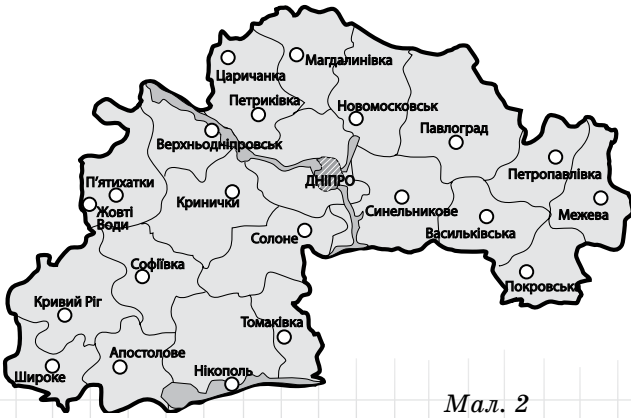 Царичанка
Магдалинівка
Петриківка
Новомосковськ
Павлоград
Верхньодніпровськ
Петропавлівка
П'ятихатки
ДНІПРО
Жовті
Води
Кринички
Синельникове
Межева
Солоне
Васильківська
Софіївка
Покровська
Кривий Ріг
Томаківка
Апостолове
Широке
Нікополь
Мал. 2